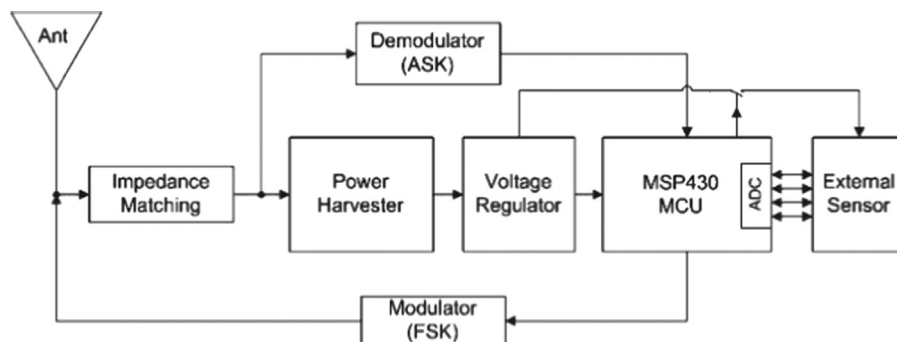 Ant
Demodulator
(ASK)
Impedance
Matching
Power
Harvester
Voltage
Regulator
MSP430
MCU
ADC
External
Sensor
Modulator
(FSK)